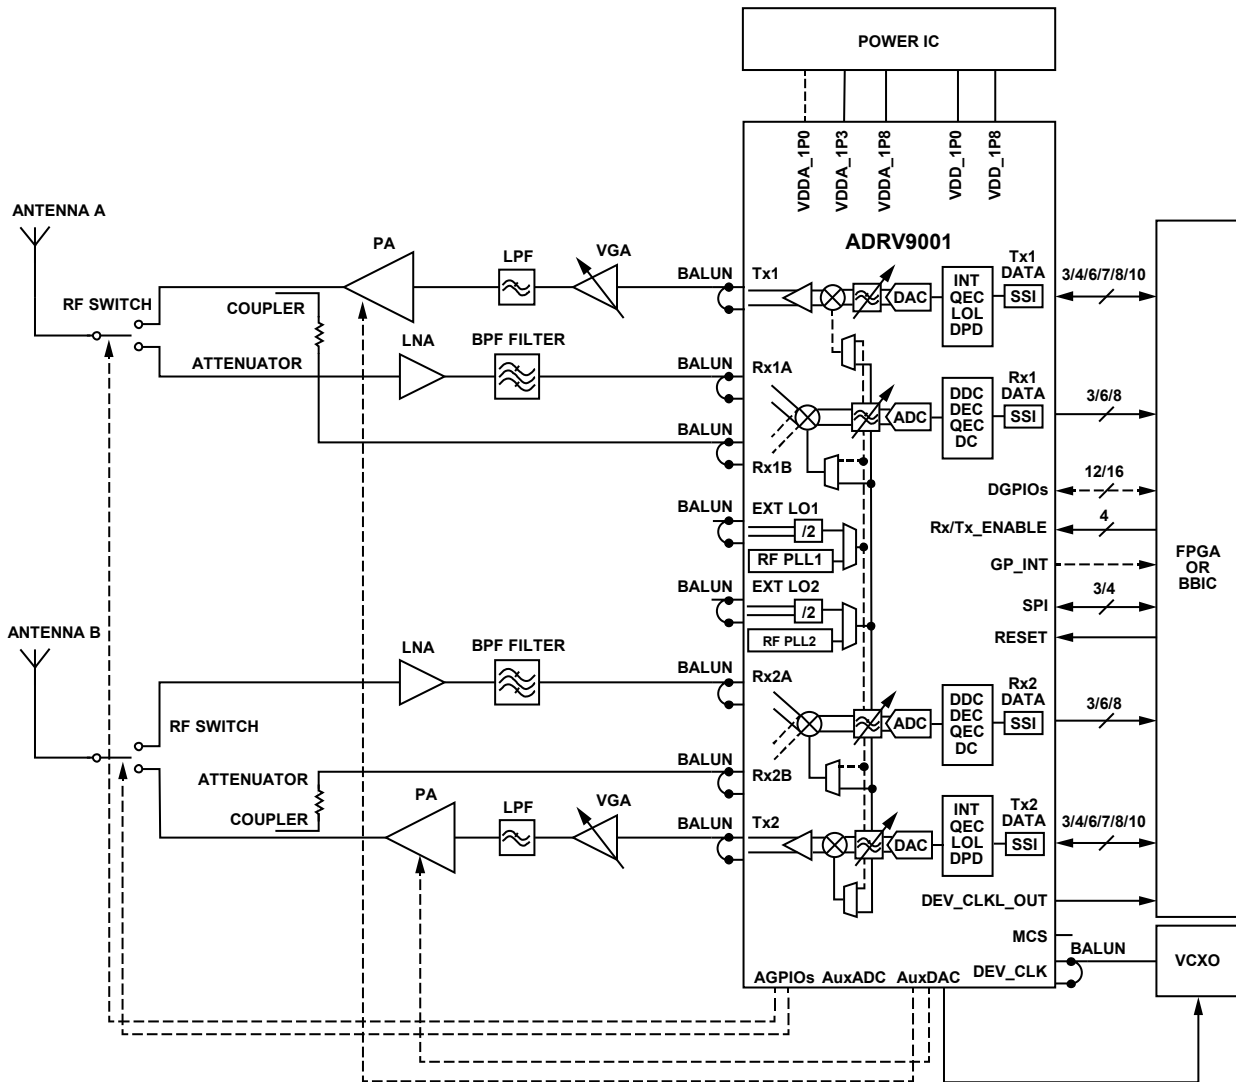 POWER IC
VDDA_1P0
VDDA_1P3
VDDA_1P8
VDD_1P0
VDD_1P8
ADRV9001
ANTENNA A
RF SWITCH
COUPLER
ATTENUATOR
PA
LPF
VGA
BALUN
Tx1
DAC
INT
QEC
LOL
DPD
Tx1
DATA
SSI
3/4/6/7/8/10
LNA
BPF FILTER
BALUN
Rx1A
ADC
DDC
DEC
QEC
DC
Rx1
DATA
SSI
3/6/8
BALUN
Rx1B
DGPIOs
12/16
BALUN
EXT LO1
/2
RF PLL1
Rx/Tx_ENABLE
4
GP_INT
FPGA
OR
BBIC
EXT LO2
BALUN
/2
RF PLL2
SPI
3/4
RESET
ANTENNA B
RF SWITCH
LNA
BPF FILTER
BALUN
Rx2A
ADC
DDC
DEC
QEC
DC
Rx2
DATA
SSI
3/6/8
ATTENUATOR
COUPLER
BALUN
Rx2B
PA
LPF
VGA
BALUN
Tx2
DAC
INT
QEC
LOL
DPD
Tx2
DATA
SSI
3/4/6/7/8/10
DEV_CLKL_OUT
MCS
BALUN
DEV_CLK
VCXO
AGPIOs
AuxADC
AuxDAC